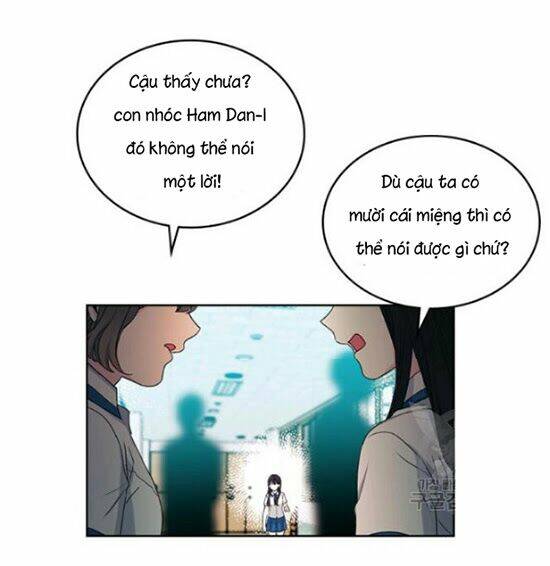 Cậu thấy chưa?
con nhóc Ham Dan-I
đó không thể nói
một lời!
Dù cậu ta có
mười cái miệng thì có
thể nói được gì chứ?